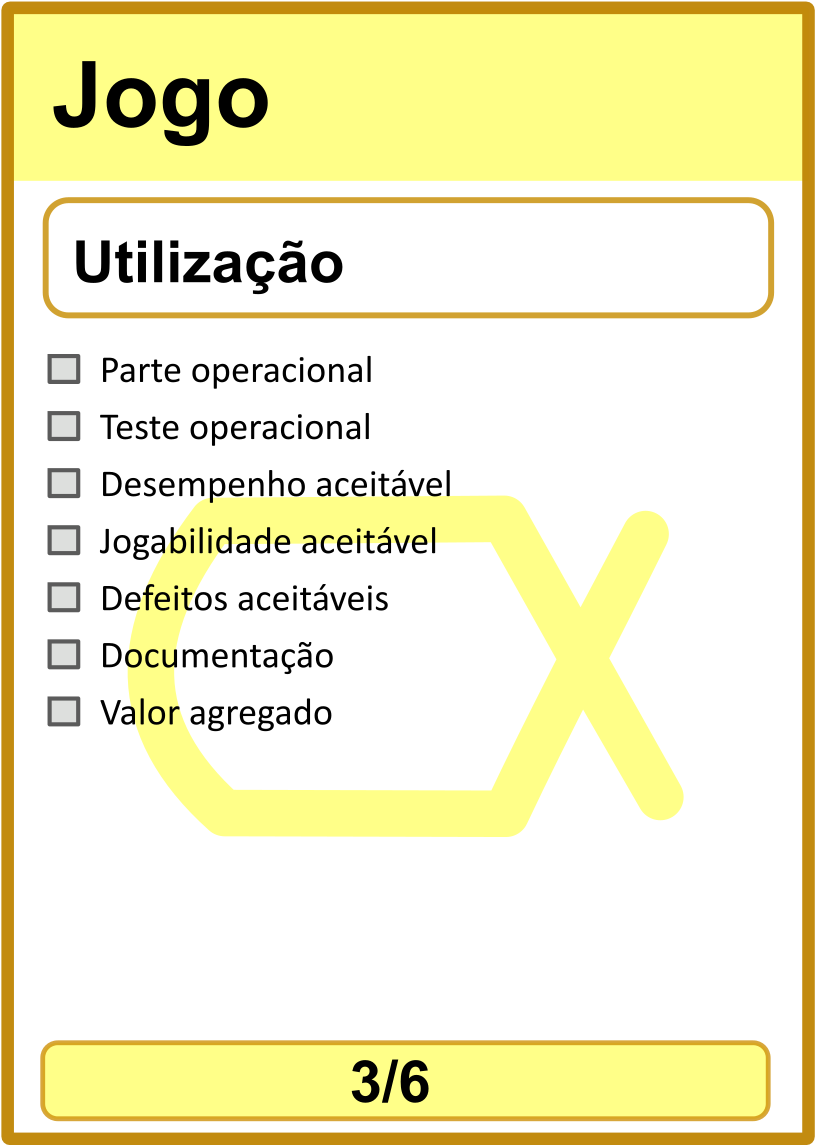 Jogo
Utilização
Parte operacional
Teste operacional
Desempenho aceitável
Jogabilidade aceitável
Defeitos aceitáveis
Documentação
Valor agregado
3/6